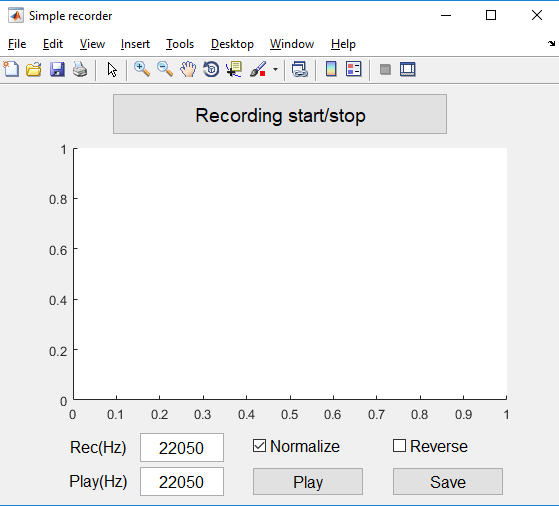 Simple recorder
File Edit View Insert Tools Desktop Window Help
Recording start/stop
1
0.8
0.6
0.4
0.2
0
0 0.1 0.2 0.3 0.4 0.5 0.6 0.7 0.8 0.9 1
Rec(Hz) 22050 Normalize Reverse
Play(Hz) 22050 Play Save